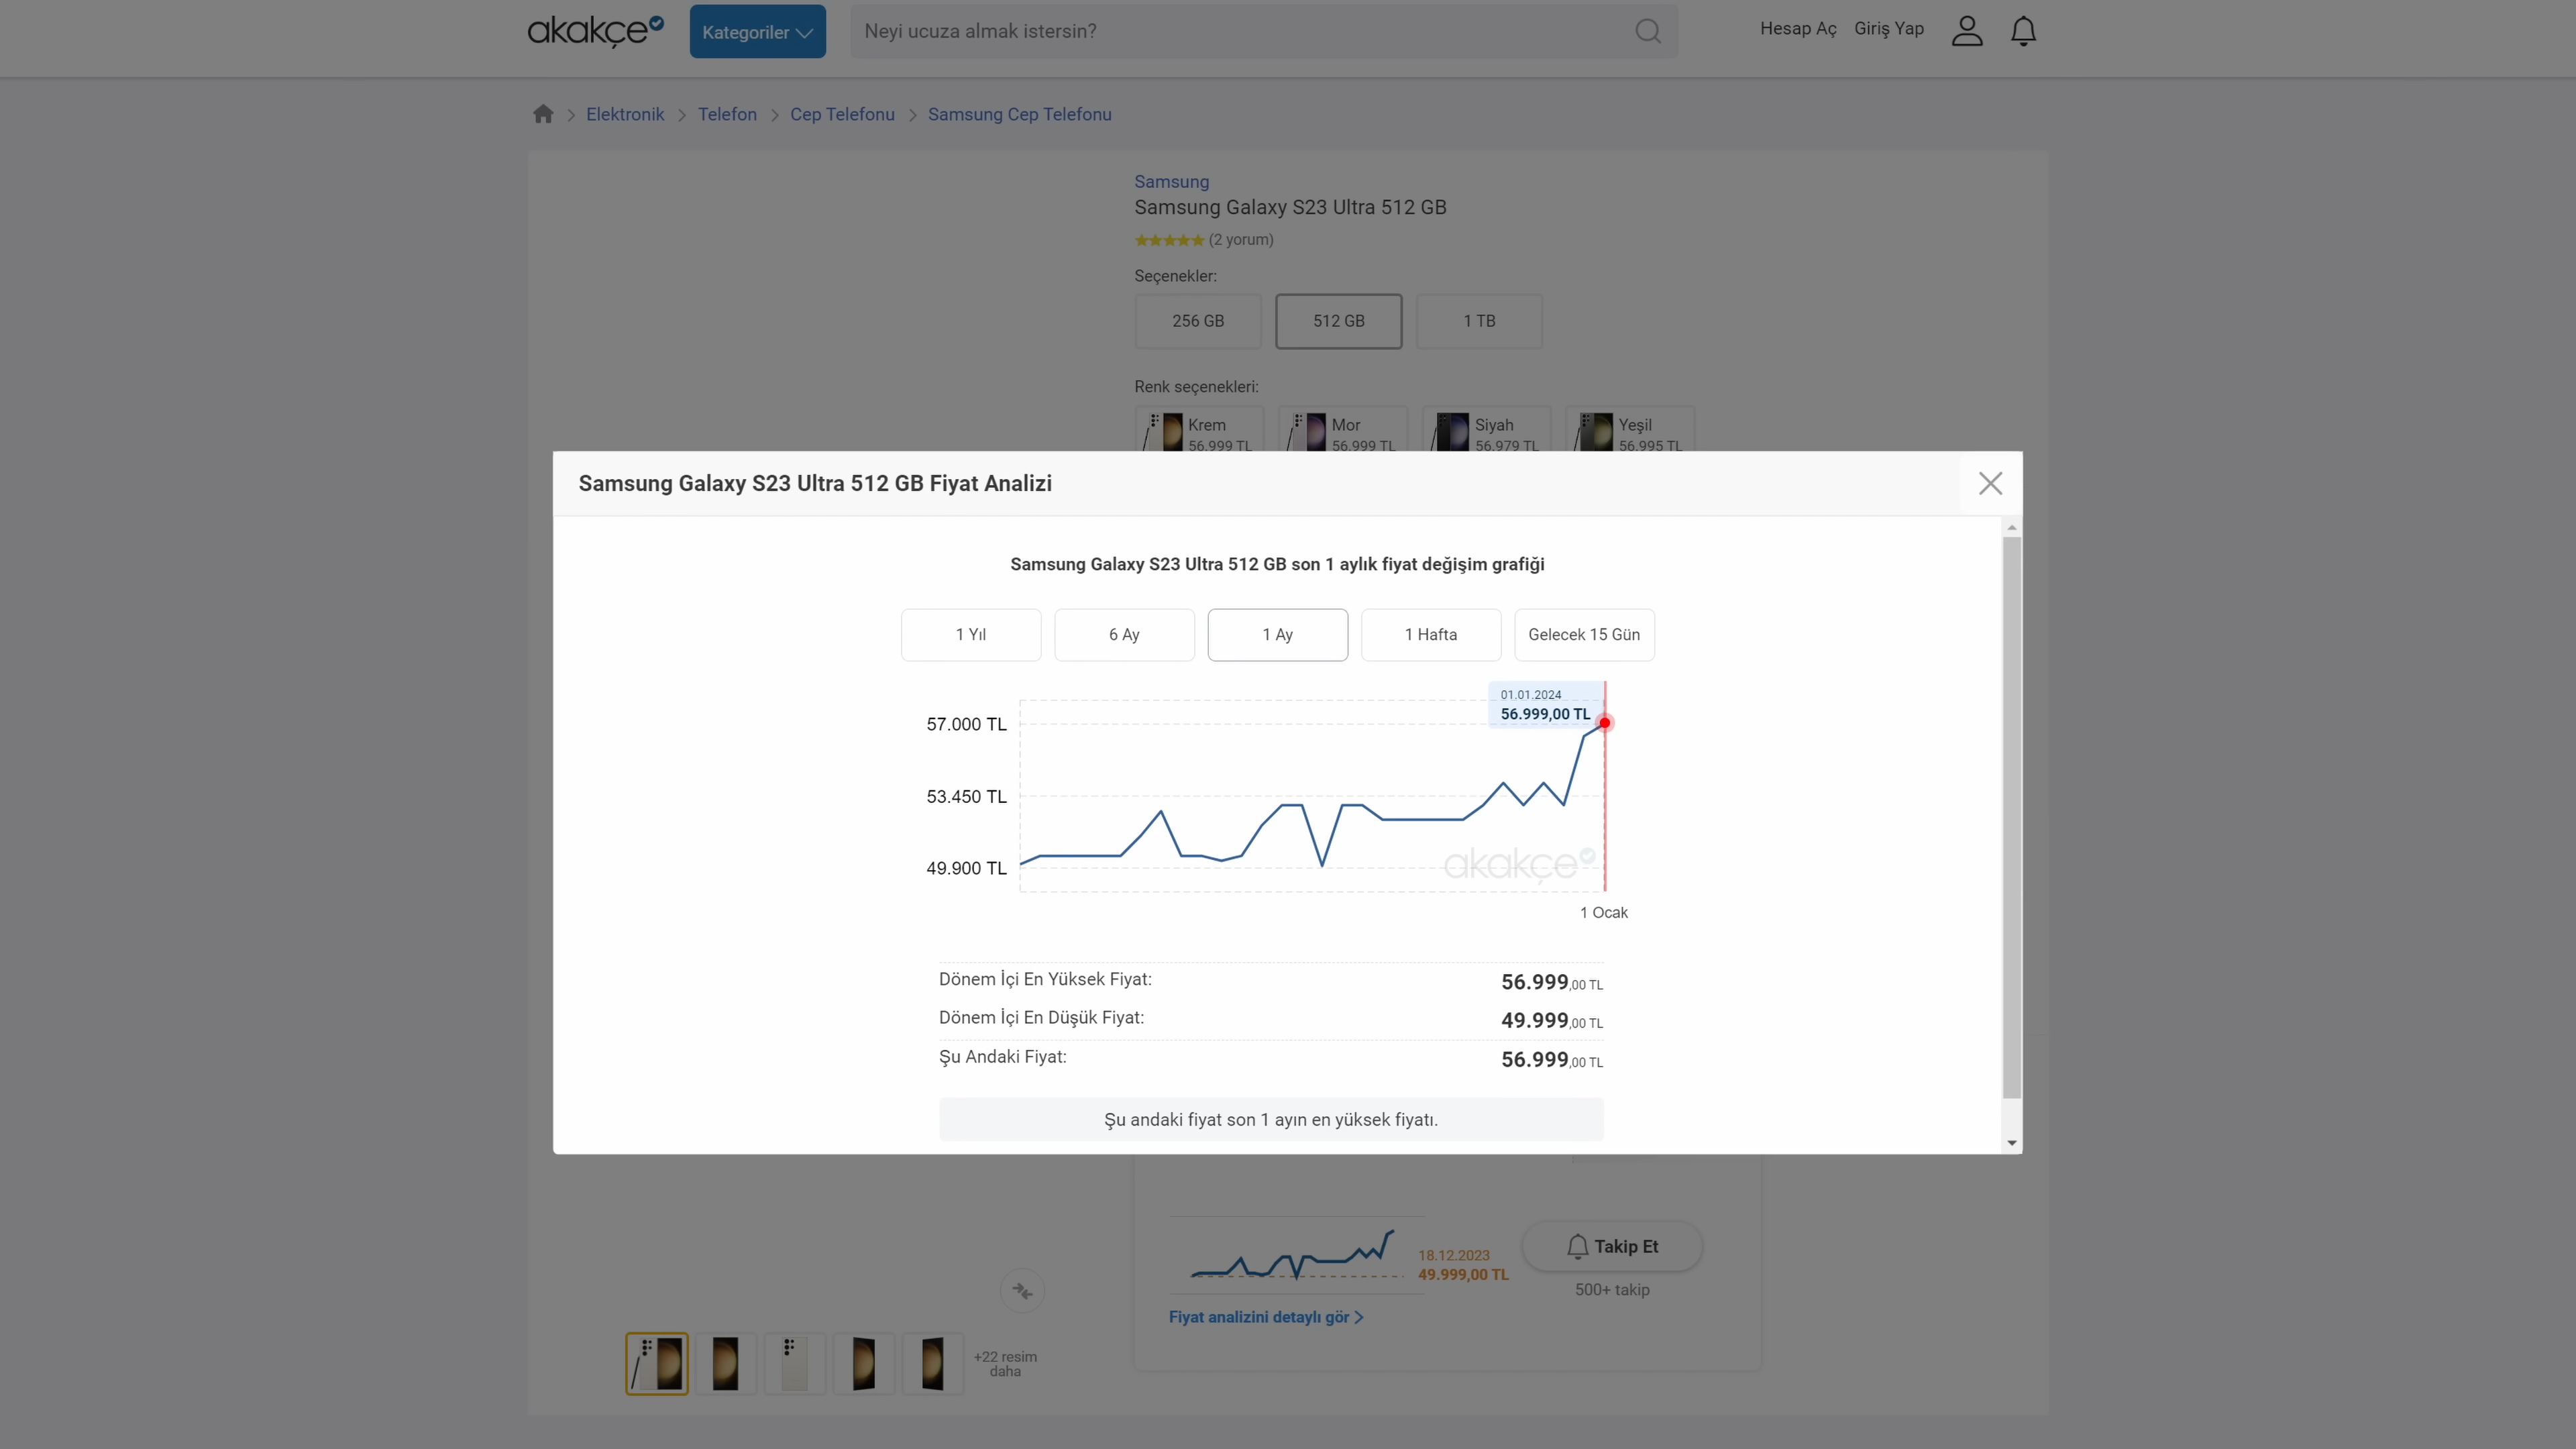 akakçe
Kategoriler
Neyi ucuza almak istersin?
Hesap Aç Giriş Yap
Elektronik > Telefon > Cep Telefonu > Samsung Cep Telefonu
Samsung
Samsung Galaxy S23 Ultra 512 GB
(2 yorum)
Seçenekler:
256 GB 512 GB 1 TB
Renk seçenekleri:
Krem Mor Siyah Yeşil
56.999 TL 56.999 TL 56.979 TL 56.995 TL
Samsung Galaxy S23 Ultra 512 GB Fiyat Analizi
Samsung Galaxy S23 Ultra 512 GB son 1 aylık fiyat değişim grafiği
1 Yıl 6 Ay 1 Ay 1 Hafta Gelecek 15 Gün
01.01.2024
56.999,00 TL
57.000 TL
53.450 TL
49.900 TL
akakçe
1 Ocak
Dönem İçi En Yüksek Fiyat: 56.999,00 TL
Dönem İçi En Düşük Fiyat: 49.999,00 TL
Şu Andaki Fiyat: 56.999,00 TL
Şu andaki fiyat son 1 ayın en yüksek fiyatı.
18.12.2023
49.999,00 TL
Takip Et
500+ takip
Fiyat analizini detaylı gör >
+22 resim
daha